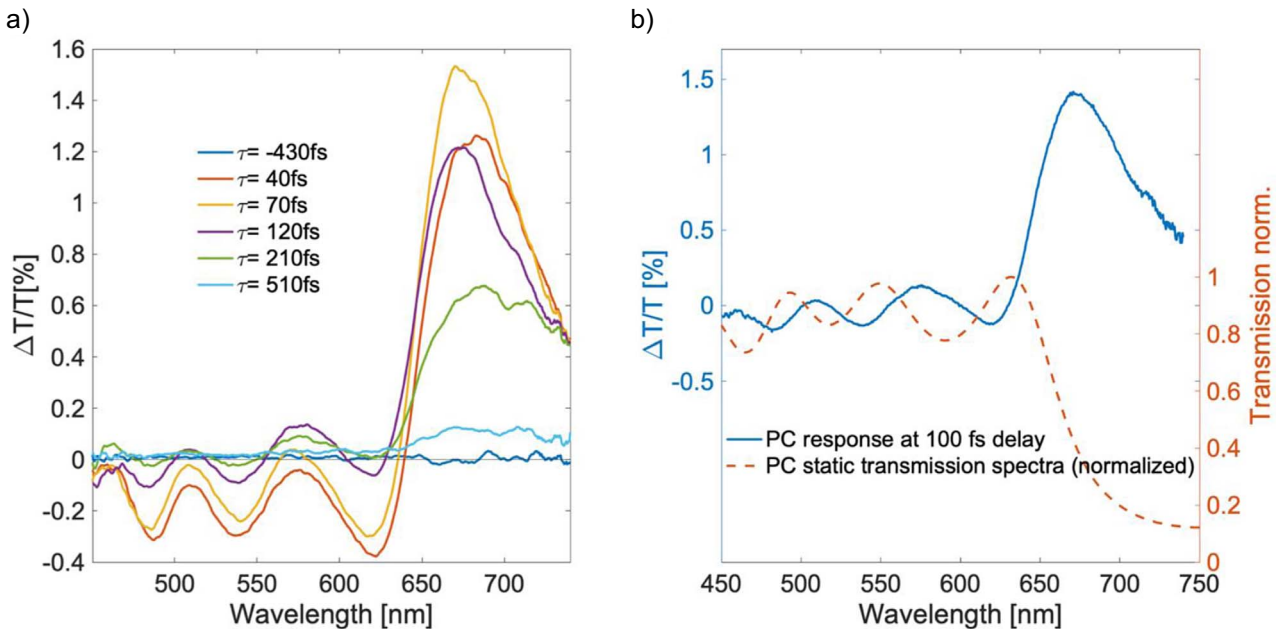 a)
ΔT/T[%]
1.6
1.4
1.2
1
0.8
0.6
0.4
0.2
0
-0.2
-0.4
τ= -430fs
τ= 40fs
τ= 70fs
τ= 120fs
τ= 210fs
τ= 510fs
500
550
600
650
700
Wavelength [nm]
b)
ΔT/T [%]
1.5
1
0.5
0
-0.5
PC response at 100 fs delay
PC static transmission spectra (normalized)
1
0.8
0.6
0.4
0.2
0
Transmission norm.
450
500
550
600
650
700
750
Wavelength [nm]